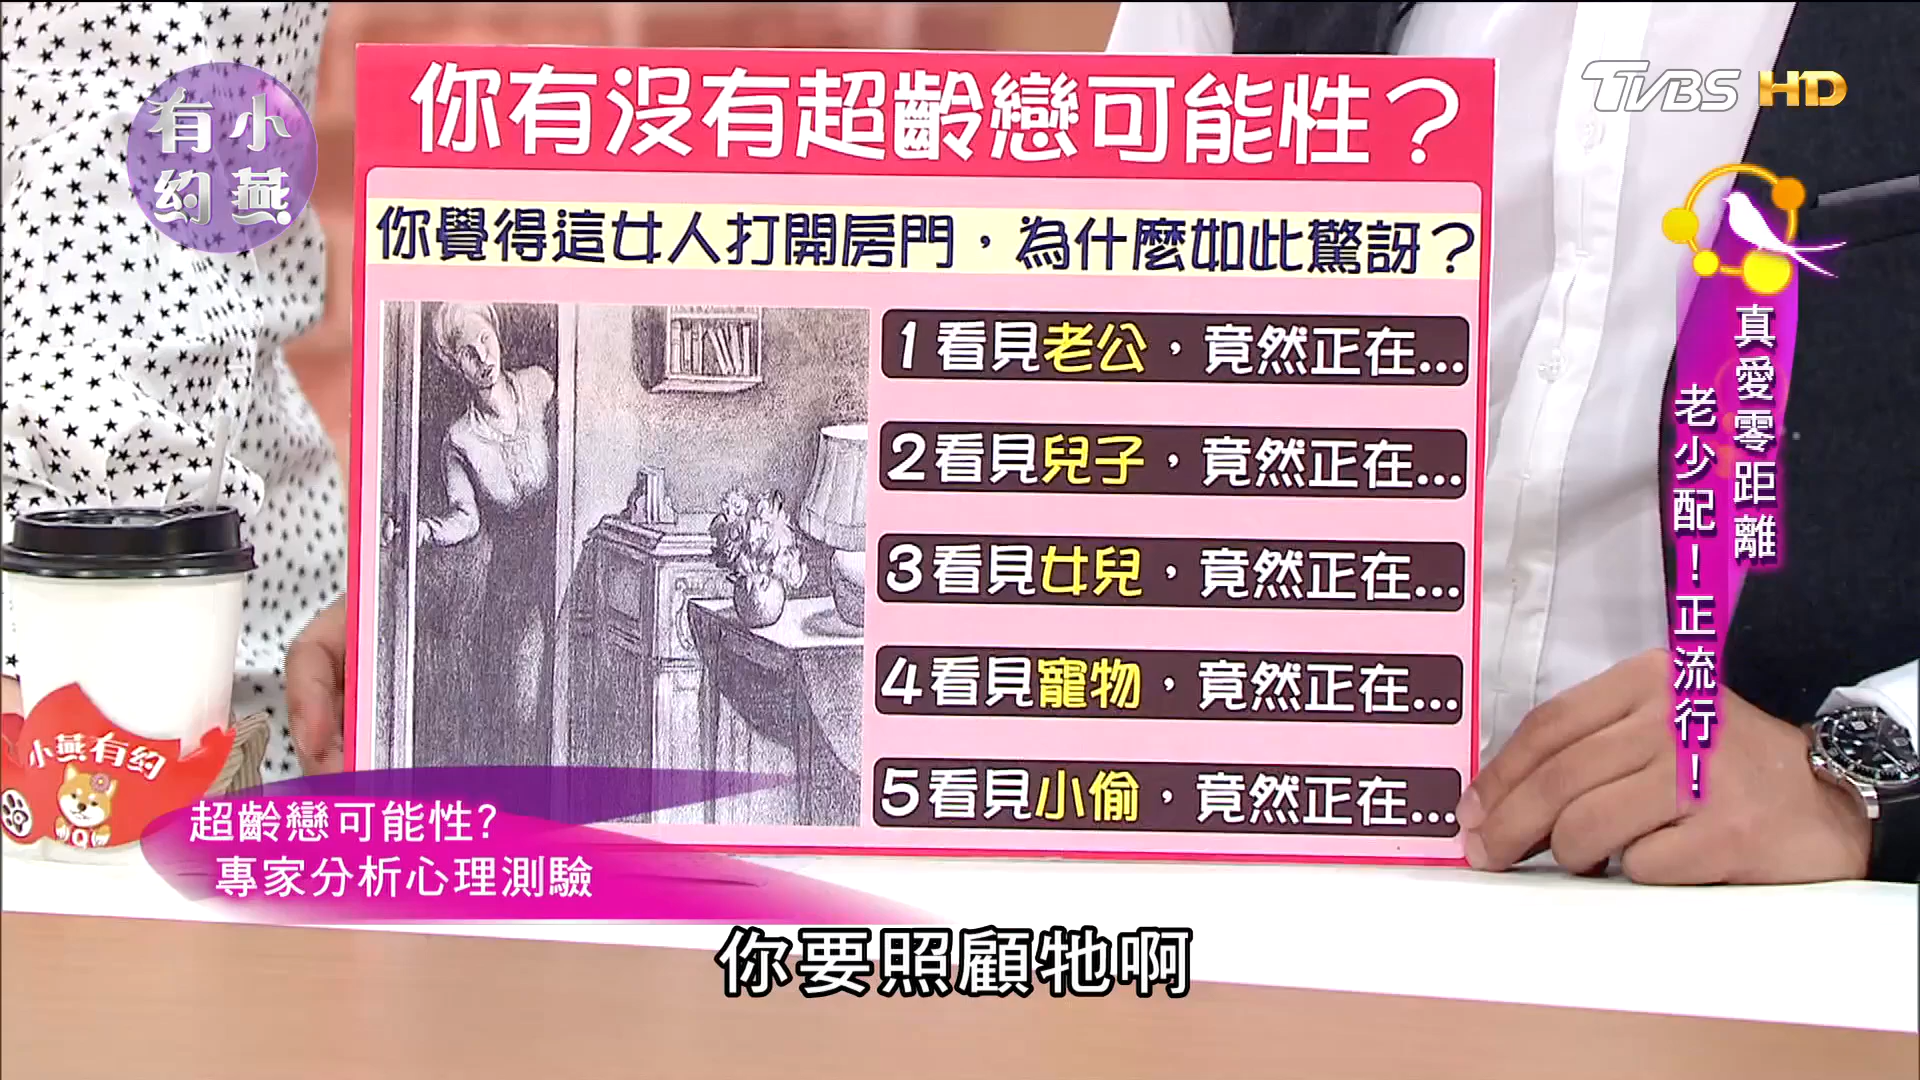 小燕
有約
TVBS HD
你有沒有超齡戀可能性？
你覺得這女人打開房門，為什麼如此驚訝？
1 看見老公，竟然正在...
2 看見兒子，竟然正在...
3 看見女兒，竟然正在...
4 看見寵物，竟然正在...
5 看見小偷，竟然正在...
真愛零距離
老少配！正流行！
小燕有約
超齡戀可能性?
專家分析心理測驗
你要照顧牠啊